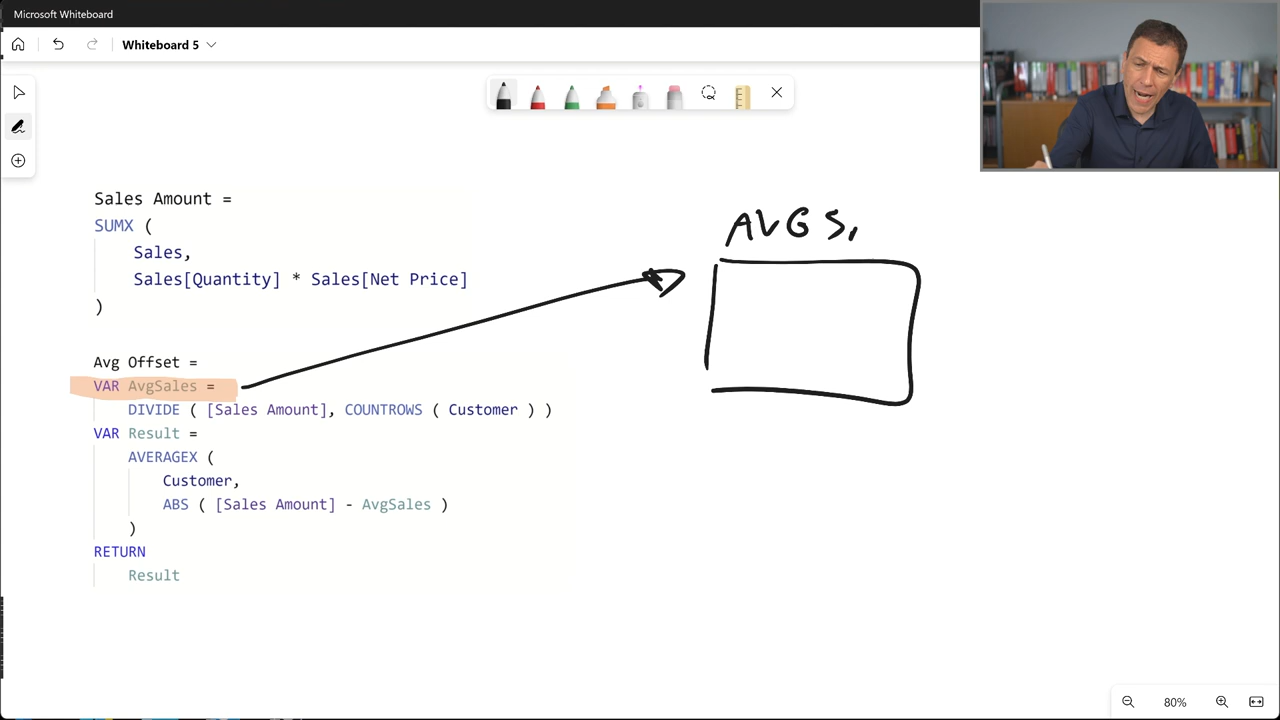 Microsoft Whiteboard
Whiteboard 5
Sales Amount =
SUMX (
Sales,
Sales[Quantity] * Sales[Net Price]
)
Avg Offset =
VAR AvgSales =
DIVIDE ( [Sales Amount], COUNTROWS ( Customer ) )
VAR Result =
AVERAGEX (
Customer,
ABS ( [Sales Amount] - AvgSales )
)
RETURN
Result
AVG S,
80%